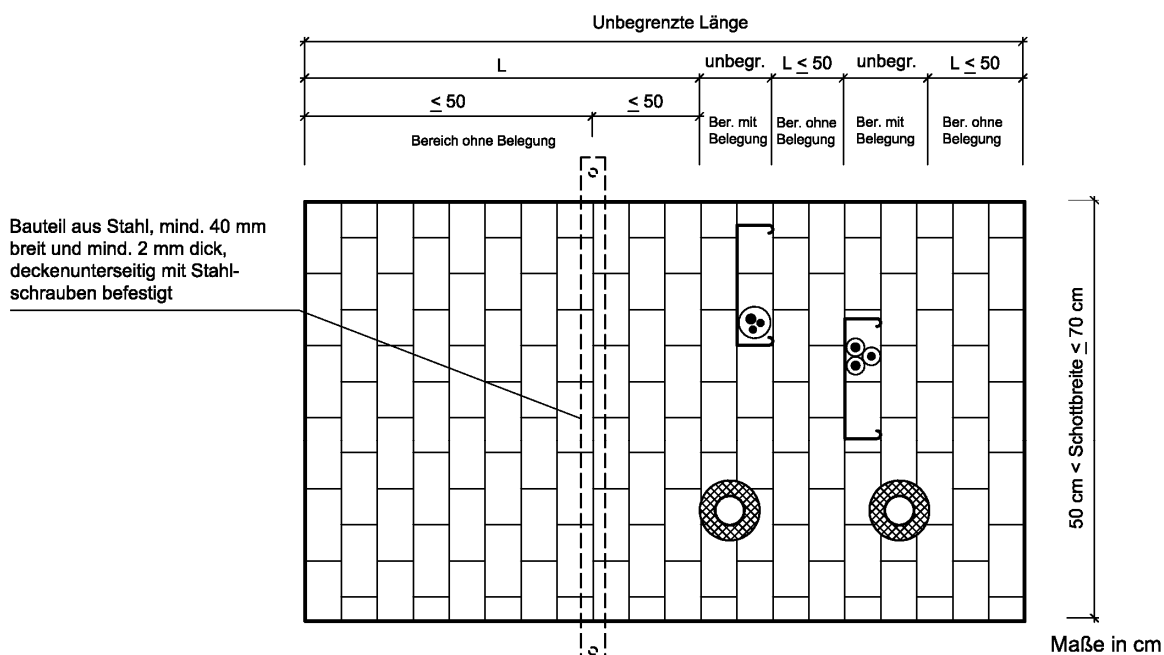 Unbegrenzte Länge
L
unbegr.
L ≤ 50
unbegr.
L ≤ 50
≤ 50
≤ 50
Bereich ohne Belegung
Ber. mit
Belegung
Ber. ohne
Belegung
Ber. mit
Belegung
Ber. ohne
Belegung
Bauteil aus Stahl, mind. 40 mm
breit und mind. 2 mm dick,
deckenunterseitig mit Stahl-
schrauben befestigt
50 cm < Schottbreite ≤ 70 cm
Maße in cm